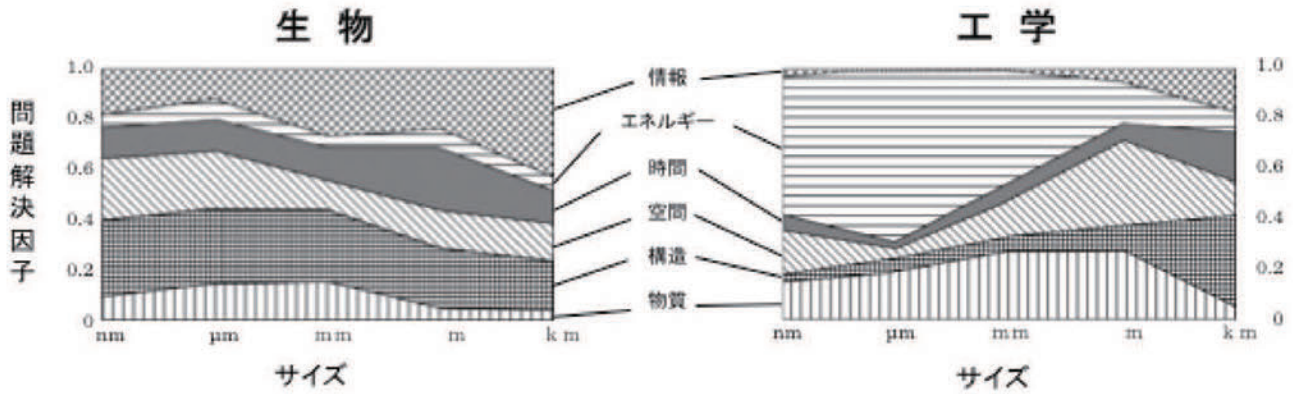 生 物
工 学
問題解決因子
1.0
0.8
0.6
0.4
0.2
0
nm
μm
mm
m
k m
サイズ
情報
エネルギー
時間
空間
構造
物質
1.0
0.8
0.6
0.4
0.2
0
nm
μm
mm
m
k m
サイズ